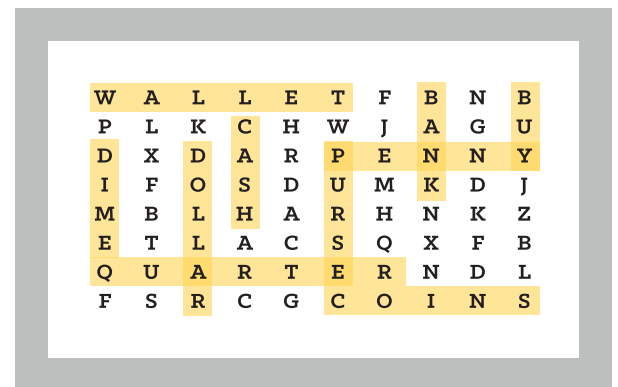 W A L L E T F B N B
P L K C H W J A G U
D X D A R P E N N Y
I F O S D U M K D J
M B L H A R H N K Z
E T L A C S Q X F B
Q U A R T E R N D L
F S R C G C O I N S